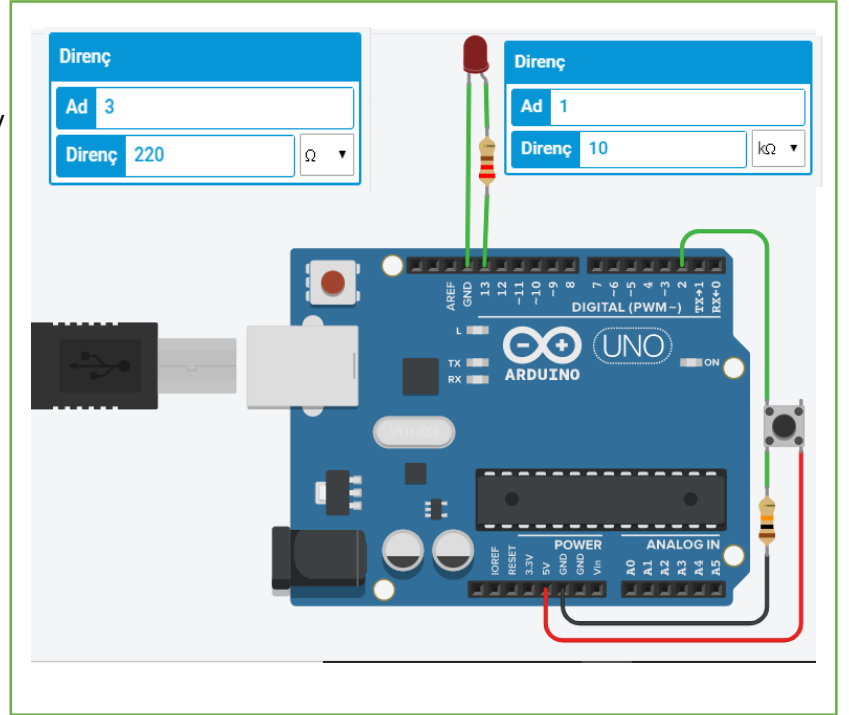 Direnç
Ad 3
Direnç 220 Ω
Direnç
Ad 1
Direnç 10 kΩ
AREF
GND
13
12
~11
~10
~9
8
7
~6
~5
4
~3
2
TX→1
RX←0
DIGITAL (PWM~)
L
TX
RX
ARDUINO
UNO
ON
POWER
ANALOG IN
IOREF
RESET
3.3V
5V
GND
GND
Vin
A0
A1
A2
A3
A4
A5